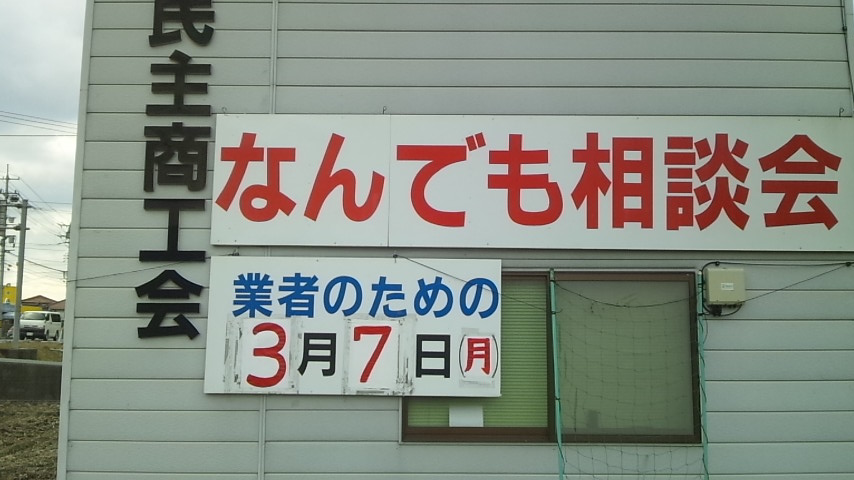 民主商工会
なんでも相談会
業者のための
3月7日(月)